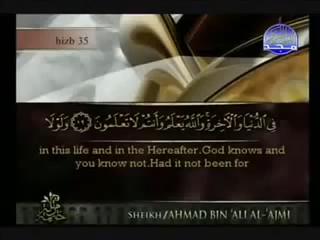 hizb 35
فِي الدُّنْيَا وَالْآخِرَةِ وَاللَّهُ يَعْلَمُ وَأَنْتُمْ لَا تَعْلَمُونَ ۝١٩ وَلَوْلَا
in this life and in the Hereafter.God knows and
you know not.Had it not been for
SHEIKH/AHMAD BIN 'ALI AL-'AJMI